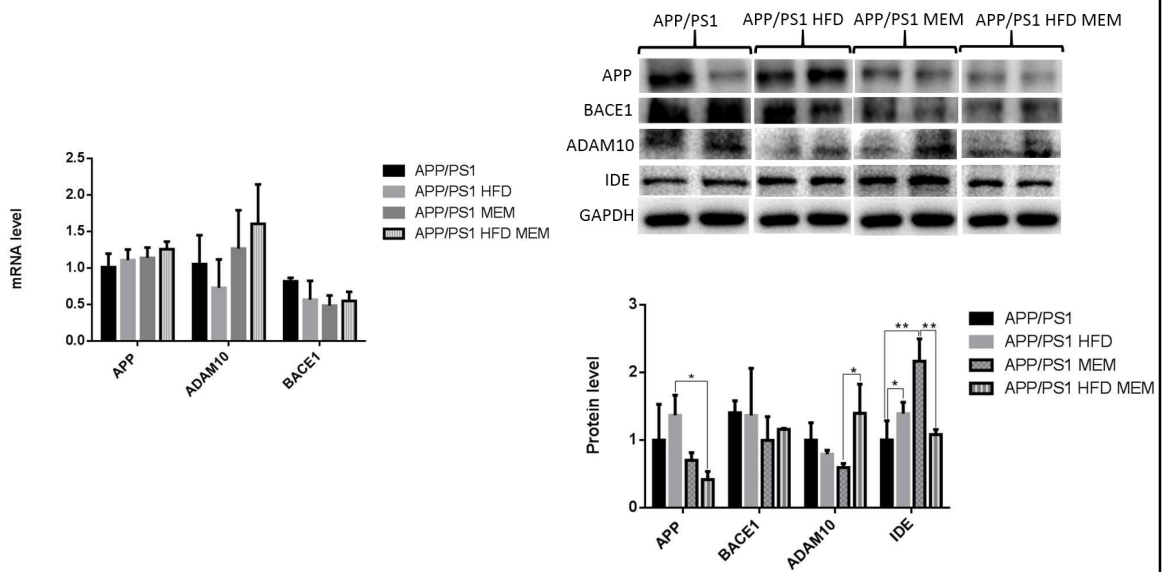 2.5
2.0
1.5
1.0
0.5
0.0
mRNA level
APP
ADAM10
BACE1
APP/PS1
APP/PS1 HFD
APP/PS1 MEM
APP/PS1 HFD MEM
APP/PS1 APP/PS1 HFD APP/PS1 MEM APP/PS1 HFD MEM
APP
BACE1
ADAM10
IDE
GAPDH
3
2
1
0
Protein level
*
*
** **
*
APP
BACE1
ADAM10
IDE
APP/PS1
APP/PS1 HFD
APP/PS1 MEM
APP/PS1 HFD MEM